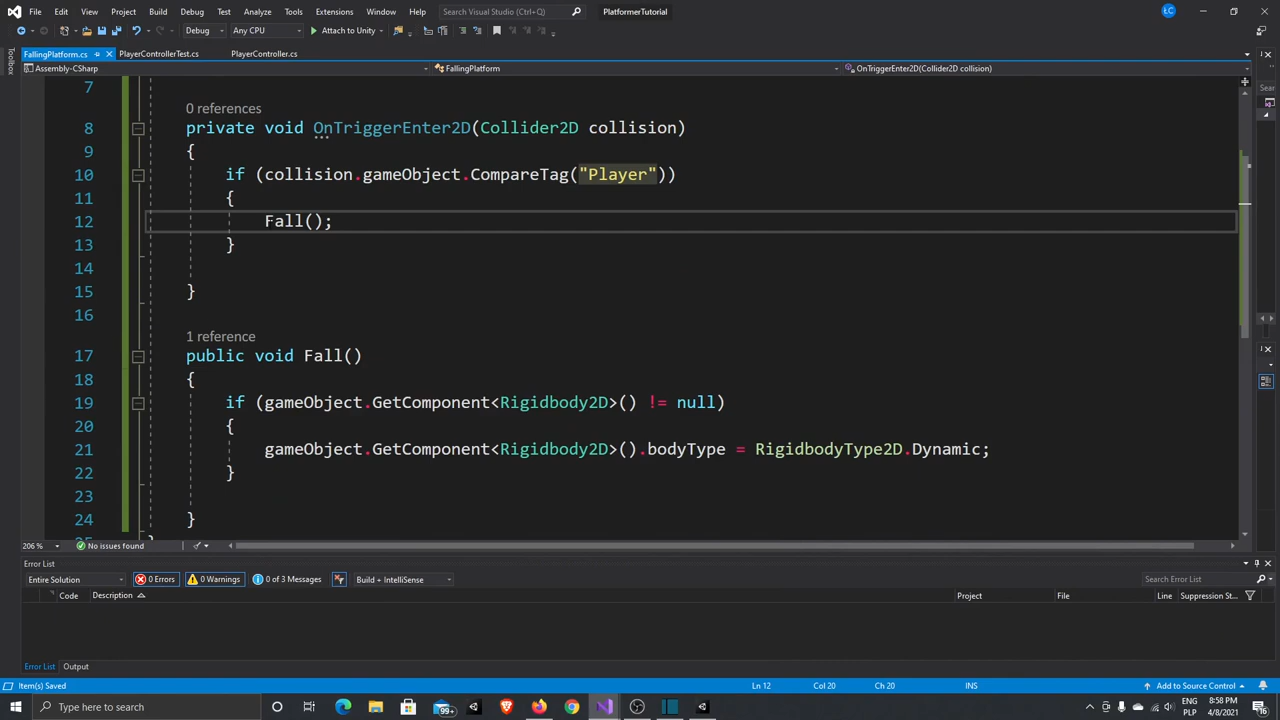 File Edit View Git Project Build Debug Test Analyze Tools Extensions Window Help Search Visual Studio (Ctrl+Q) PlatformerTutorial ŁC
Debug Any CPU Attach to Unity
FallingPlatform.cs PlayerControllerTest.cs PlayerController.cs
Assembly-CSharp FallingPlatform OnTriggerEnter2D(Collider2D collision)
Toolbox
7
0 references
8 private void OnTriggerEnter2D(Collider2D collision)
9 {
10 if (collision.gameObject.CompareTag("Player"))
11 {
12 Fall();
13 }
14
15 }
16
1 reference
17 public void Fall()
18 {
19 if (gameObject.GetComponent<Rigidbody2D>() != null)
20 {
21 gameObject.GetComponent<Rigidbody2D>().bodyType = RigidbodyType2D.Dynamic;
22 }
23
24 }
206 % No issues found
Error List
Entire Solution 0 Errors 0 Warnings 0 of 3 Messages Build + IntelliSense Search Error List
Code Description Project File Line Suppression St...
Error List Output
Item(s) Saved Ln 12 Col 20 Ch 20 INS Add to Source Control
Type here to search 99+ ENG 8:58 PM
PLP 4/8/2021 16